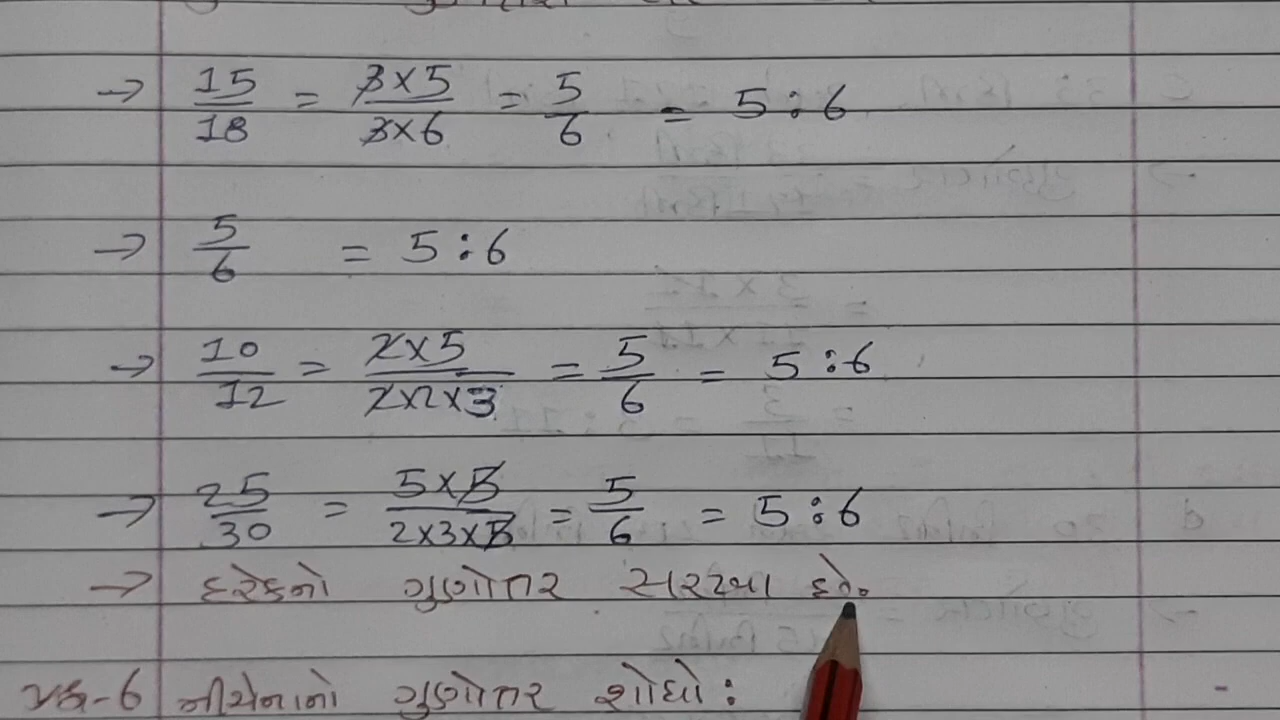 → 15/18 = 3×5/3×6 = 5/6 = 5:6
→ 5/6 = 5:6
→ 10/12 = 2×5/2×2×3 = 5/6 = 5:6
→ 25/30 = 5×5/2×3×5 = 5/6 = 5:6
→ દરેકનો ગુણોત્તર સરખા છે.
પ્રશ્ન-6 નીચેનાનો ગુણોત્તર શોધો: